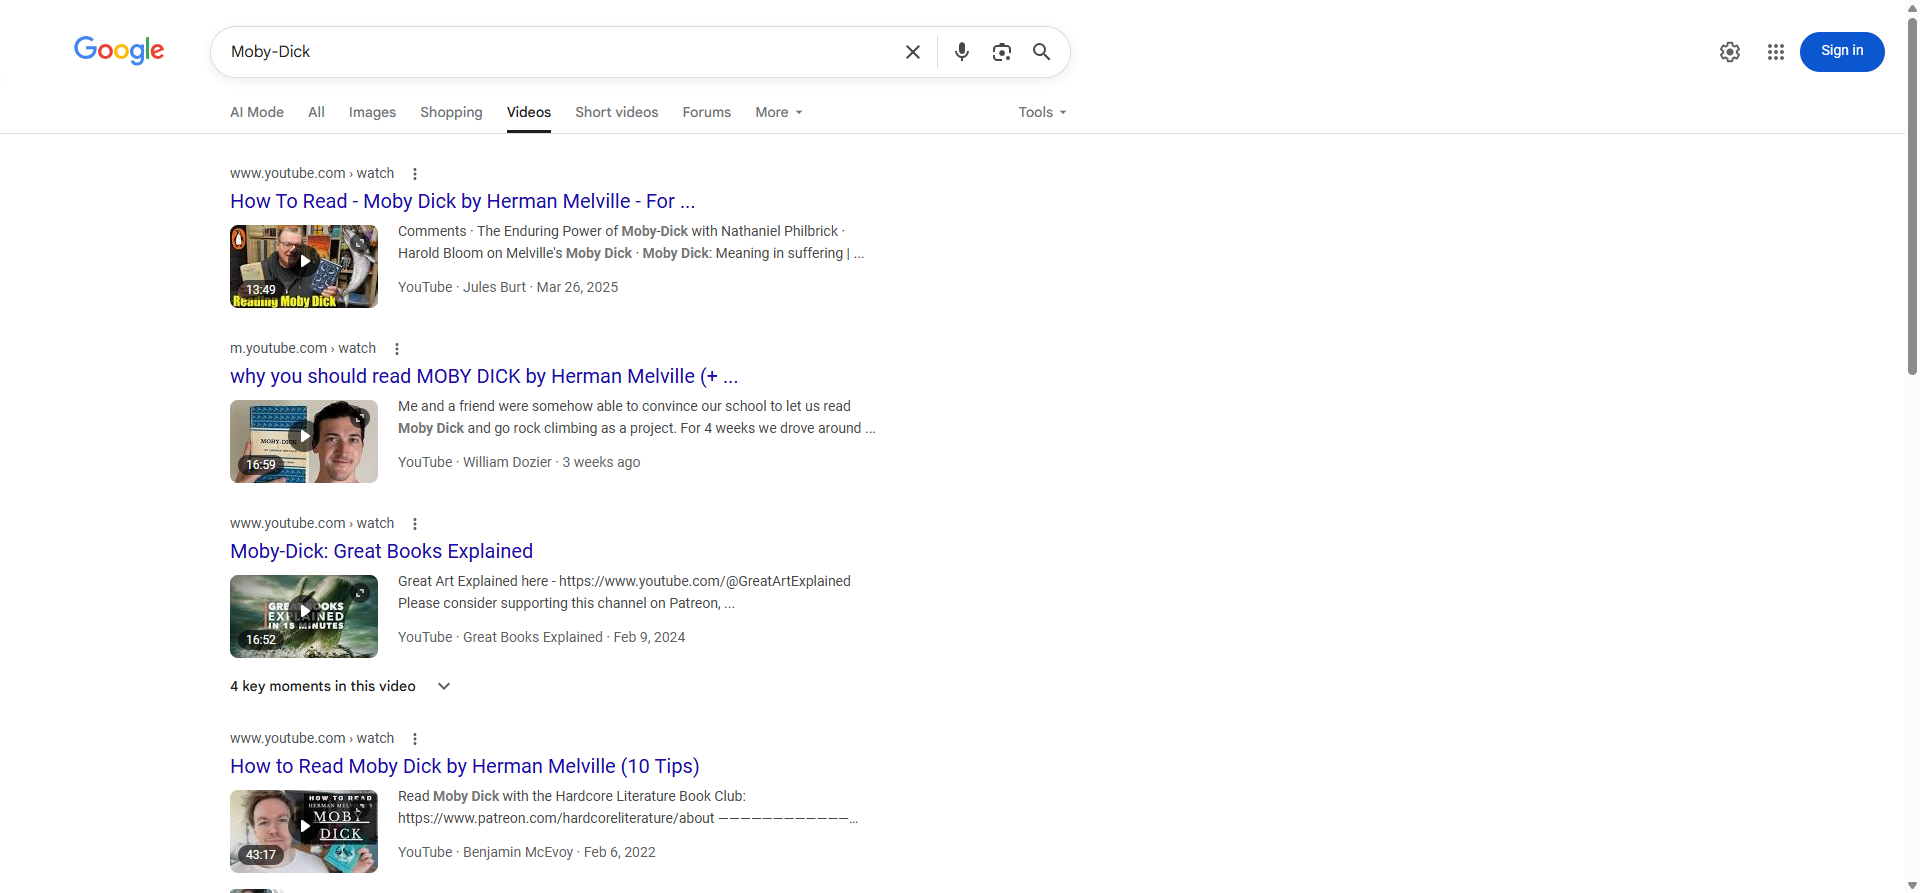 Google
Moby-Dick
Sign in
AI Mode
All
Images
Shopping
Videos
Short videos
Forums
More
Tools
www.youtube.com › watch
How To Read - Moby Dick by Herman Melville - For ...
13:49
Reading Moby Dick
Comments · The Enduring Power of Moby-Dick with Nathaniel Philbrick ·
Harold Bloom on Melville's Moby Dick · Moby Dick: Meaning in suffering | ...
YouTube · Jules Burt · Mar 26, 2025
m.youtube.com › watch
why you should read MOBY DICK by Herman Melville (+ ...
MOBY-DICK
16:59
Me and a friend were somehow able to convince our school to let us read
Moby Dick and go rock climbing as a project. For 4 weeks we drove around ...
YouTube · William Dozier · 3 weeks ago
www.youtube.com › watch
Moby-Dick: Great Books Explained
GREAT BOOKS
EXPLAINED
IN 15 MINUTES
16:52
Great Art Explained here - https://www.youtube.com/@GreatArtExplained
Please consider supporting this channel on Patreon, ...
YouTube · Great Books Explained · Feb 9, 2024
4 key moments in this video
www.youtube.com › watch
How to Read Moby Dick by Herman Melville (10 Tips)
HOW TO READ
HERMAN MELVILLE'S
MOBY
DICK
43:17
Read Moby Dick with the Hardcore Literature Book Club:
https://www.patreon.com/hardcoreliterature/about ————————————...
YouTube · Benjamin McEvoy · Feb 6, 2022